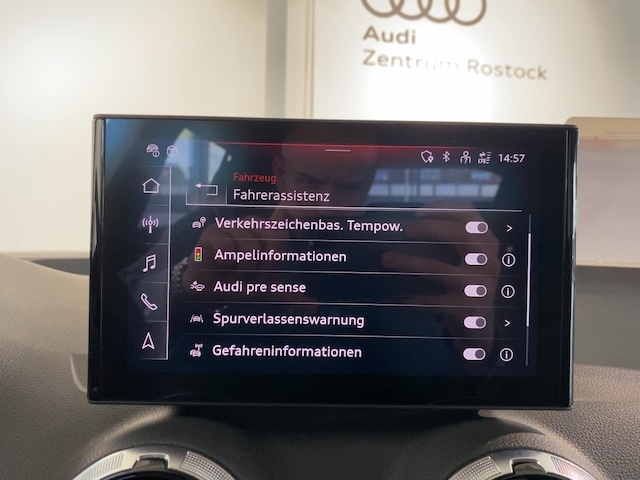 Audi
Zentrum Rostock
14:57
Fahrzeug
Fahrerassistenz
Verkehrszeichenbas. Tempow.
Ampelinformationen
Audi pre sense
Spurverlassenswarnung
Gefahreninformationen